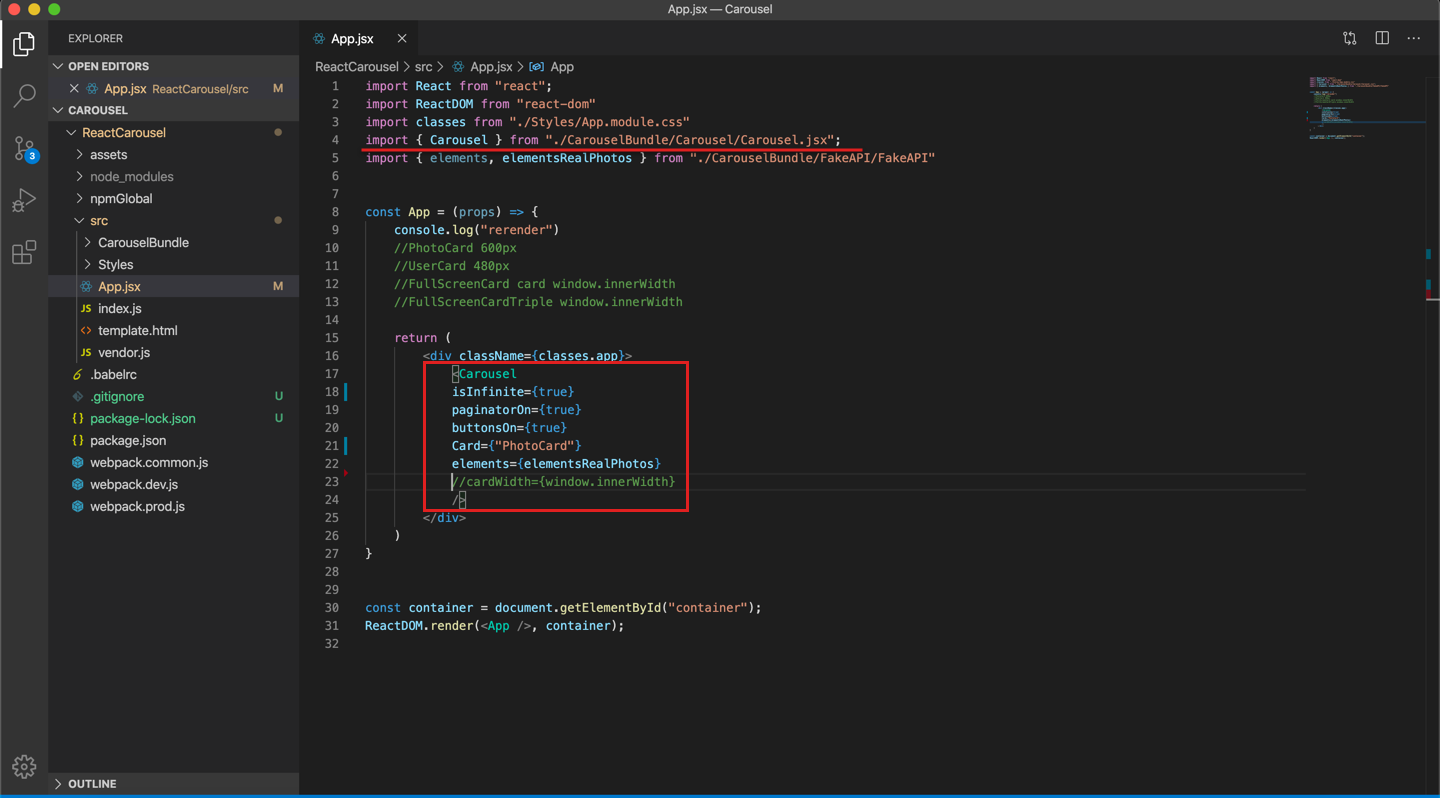 App.jsx — Carousel
EXPLORER
OPEN EDITORS
App.jsx ReactCarousel/src M
CAROUSEL
ReactCarousel
assets
node_modules
npmGlobal
src
CarouselBundle
Styles
App.jsx M
JS index.js
<> template.html
JS vendor.js
.babelrc
.gitignore U
{} package-lock.json U
{} package.json
webpack.common.js
webpack.dev.js
webpack.prod.js
OUTLINE
3
App.jsx
ReactCarousel > src > App.jsx > App
1 import React from "react";
2 import ReactDOM from "react-dom"
3 import classes from "./Styles/App.module.css"
4 import { Carousel } from "./CarouselBundle/Carousel/Carousel.jsx";
5 import { elements, elementsRealPhotos } from "./CarouselBundle/FakeAPI/FakeAPI"
6
7
8 const App = (props) => {
9     console.log("rerender")
10     //PhotoCard 600px
11     //UserCard 480px
12     //FullScreenCard card window.innerWidth
13     //FullScreenCardTriple window.innerWidth
14
15     return (
16         <div className={classes.app}>
17             <Carousel
18             isInfinite={true}
19             paginatorOn={true}
20             buttonsOn={true}
21             Card={"PhotoCard"}
22             elements={elementsRealPhotos}
23             //cardWidth={window.innerWidth}
24             />
25         </div>
26     )
27 }
28
29
30 const container = document.getElementById("container");
31 ReactDOM.render(<App />, container);
32